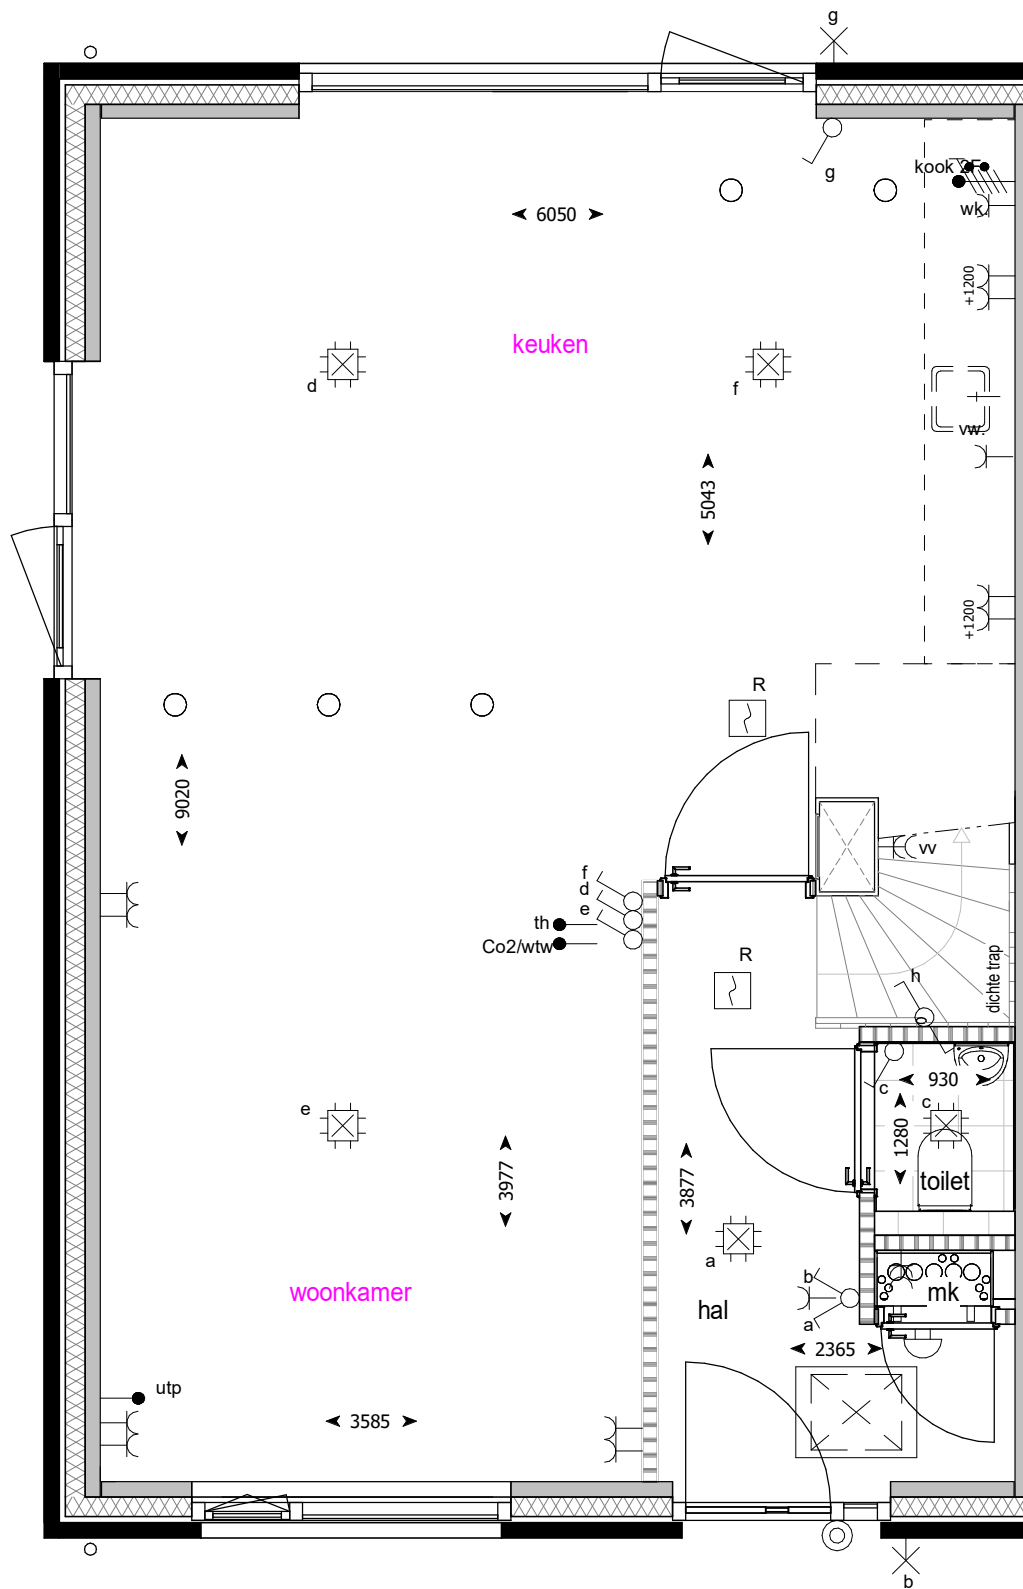 g
g
kook 2F
wk.
6050
+1200
keuken
d
f
vw.
5043
+1200
R
9020
vv
f
d
e
th
Co2/wtw
R
dichte trap
h
930
c
c
e
1280
toilet
3977
3877
a
b
mk
woonkamer
hal
a
2365
utp
3585
b